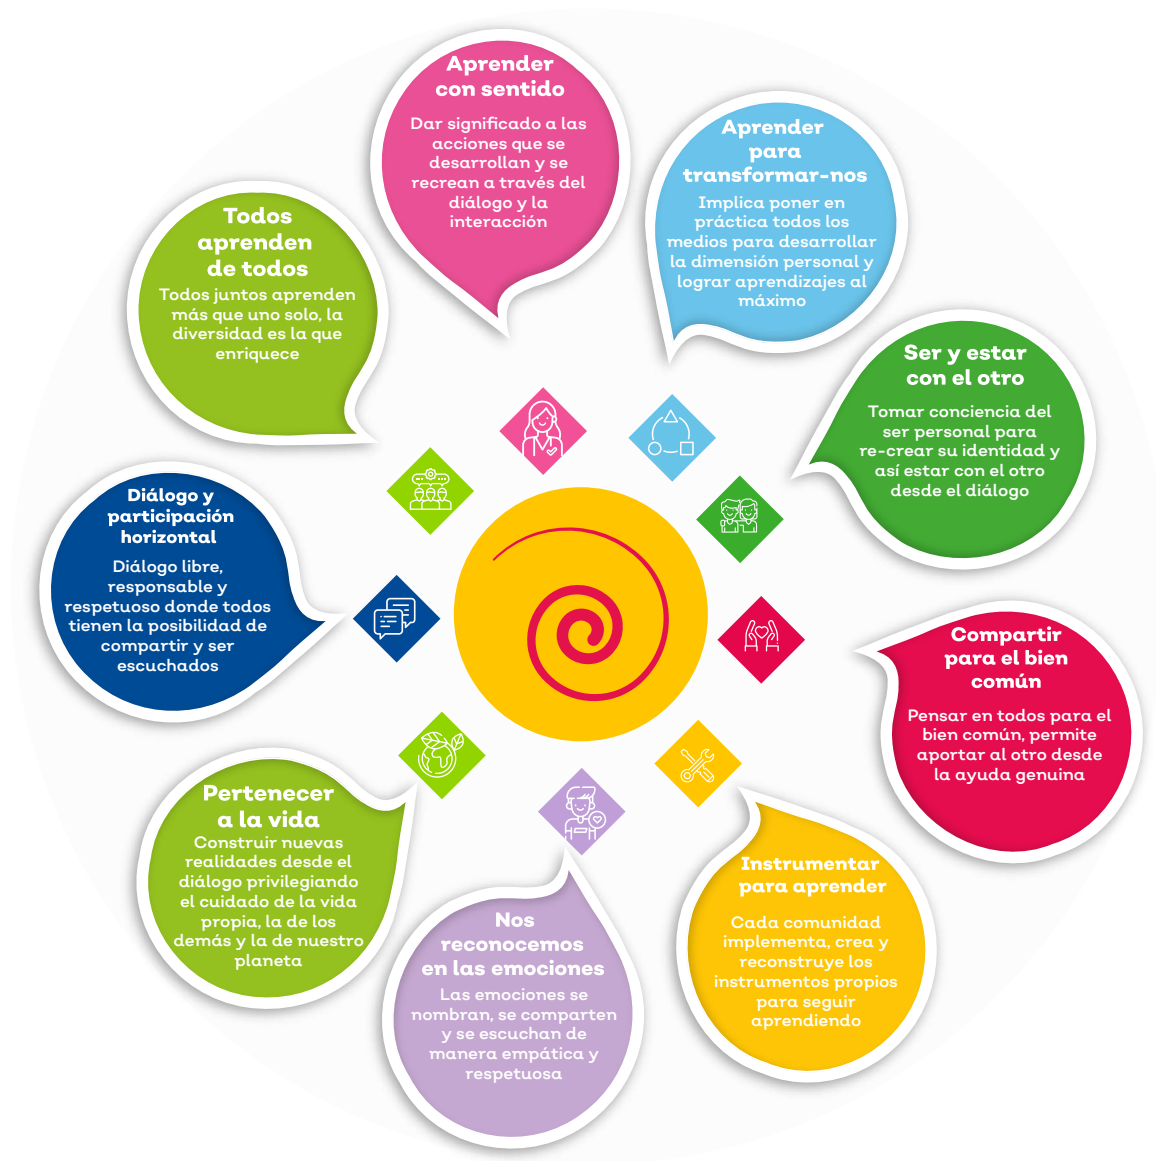 Aprender
con sentido
Dar significado a las
acciones que se
desarrollan y se
recrean a través del
diálogo y la
interacción
Aprender
para
transformar-nos
Implica poner en
práctica todos los
medios para desarrollar
la dimensión personal y
lograr aprendizajes al
máximo
Ser y estar
con el otro
Tomar conciencia del
ser personal para
re-crear su identidad y
así estar con el otro
desde el diálogo
Compartir
para el bien
común
Pensar en todos para el
bien común, permite
aportar al otro desde
la ayuda genuina
Instrumentar
para aprender
Cada comunidad
implementa, crea y
reconstruye los
instrumentos propios
para seguir
aprendiendo
Nos
reconocemos
en las emociones
Las emociones se
nombran, se comparten
y se escuchan de
manera empática y
respetuosa
Pertenecer
a la vida
Construir nuevas
realidades desde el
diálogo privilegiando
el cuidado de la vida
propia, la de los
demás y la de nuestro
planeta
Diálogo y
participación
horizontal
Diálogo libre,
responsable y
respetuoso donde todos
tienen la posibilidad de
compartir y ser
escuchados
Todos
aprenden
de todos
Todos juntos aprenden
más que uno solo, la
diversidad es la que
enriquece